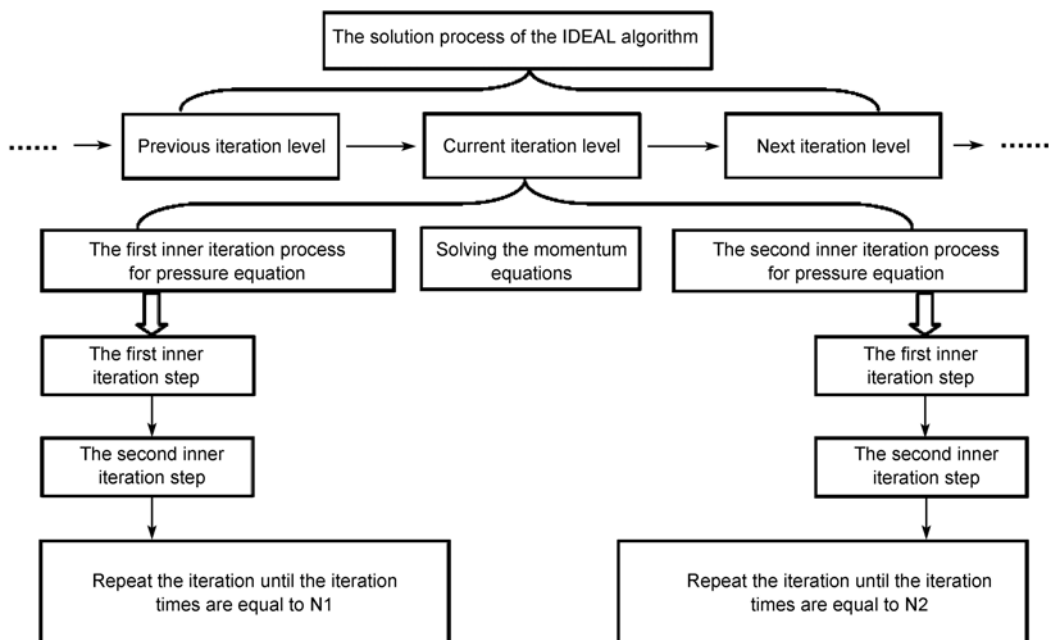 The solution process of the IDEAL algorithm
...... Previous iteration level Current iteration level Next iteration level ......
The first inner iteration process
for pressure equation
Solving the momentum
equations
The second inner iteration process
for pressure equation
The first inner
iteration step
The first inner
iteration step
The second inner
iteration step
The second inner
iteration step
Repeat the iteration until the iteration
times are equal to N1
Repeat the iteration until the iteration
times are equal to N2